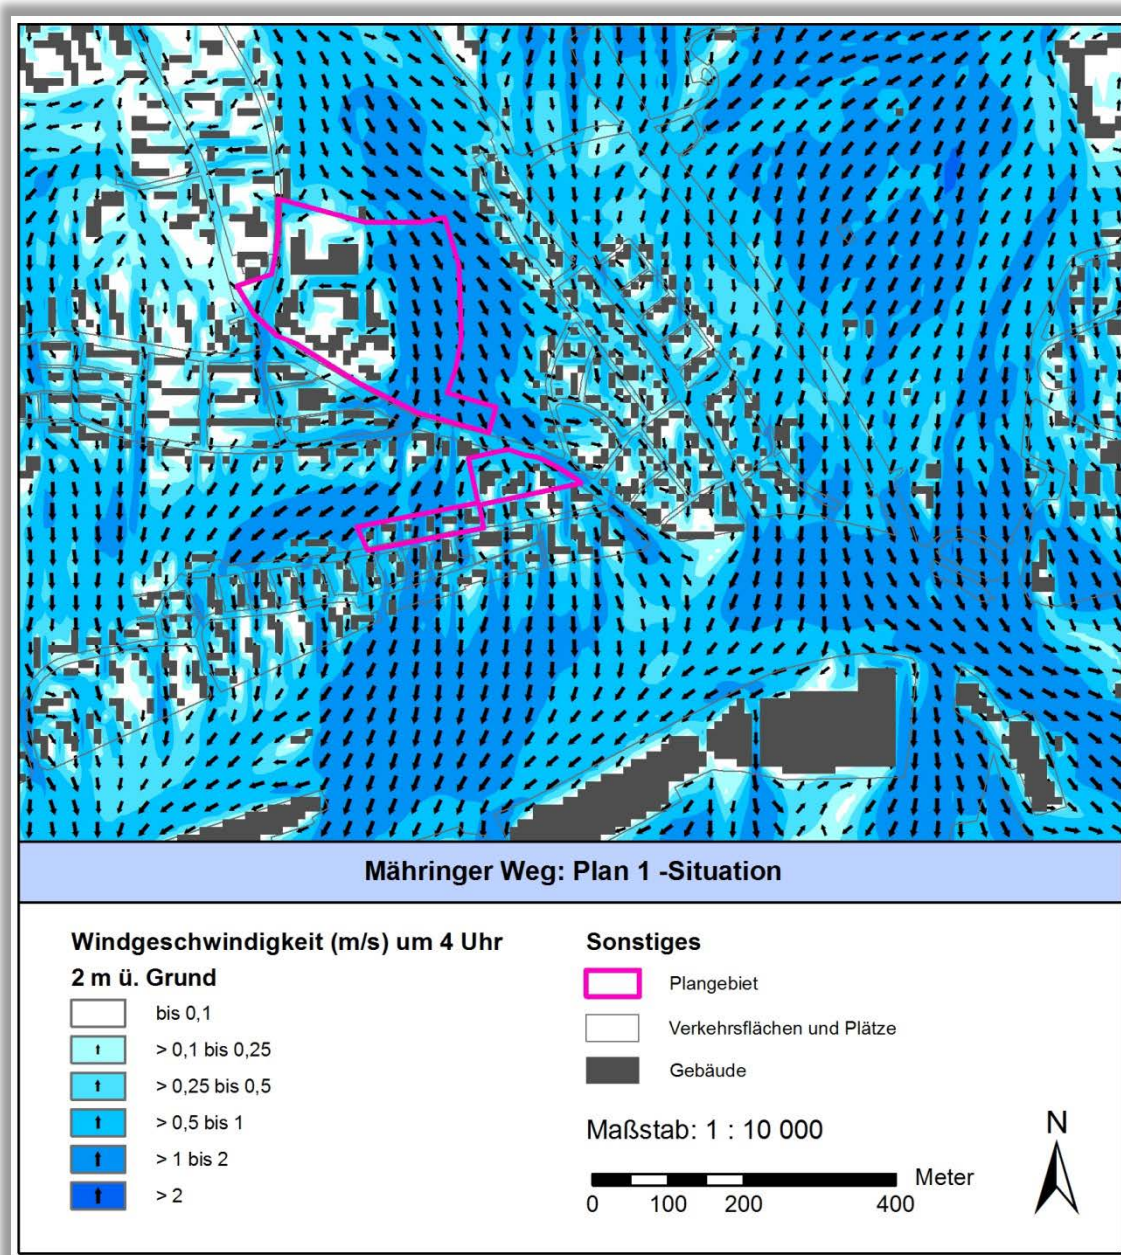 Mähringer Weg: Plan 1 -Situation
Windgeschwindigkeit (m/s) um 4 Uhr
2 m ü. Grund
bis 0,1
> 0,1 bis 0,25
> 0,25 bis 0,5
> 0,5 bis 1
> 1 bis 2
> 2
Sonstiges
Plangebiet
Verkehrsflächen und Plätze
Gebäude
Maßstab: 1 : 10 000
Meter
0 100 200 400
N